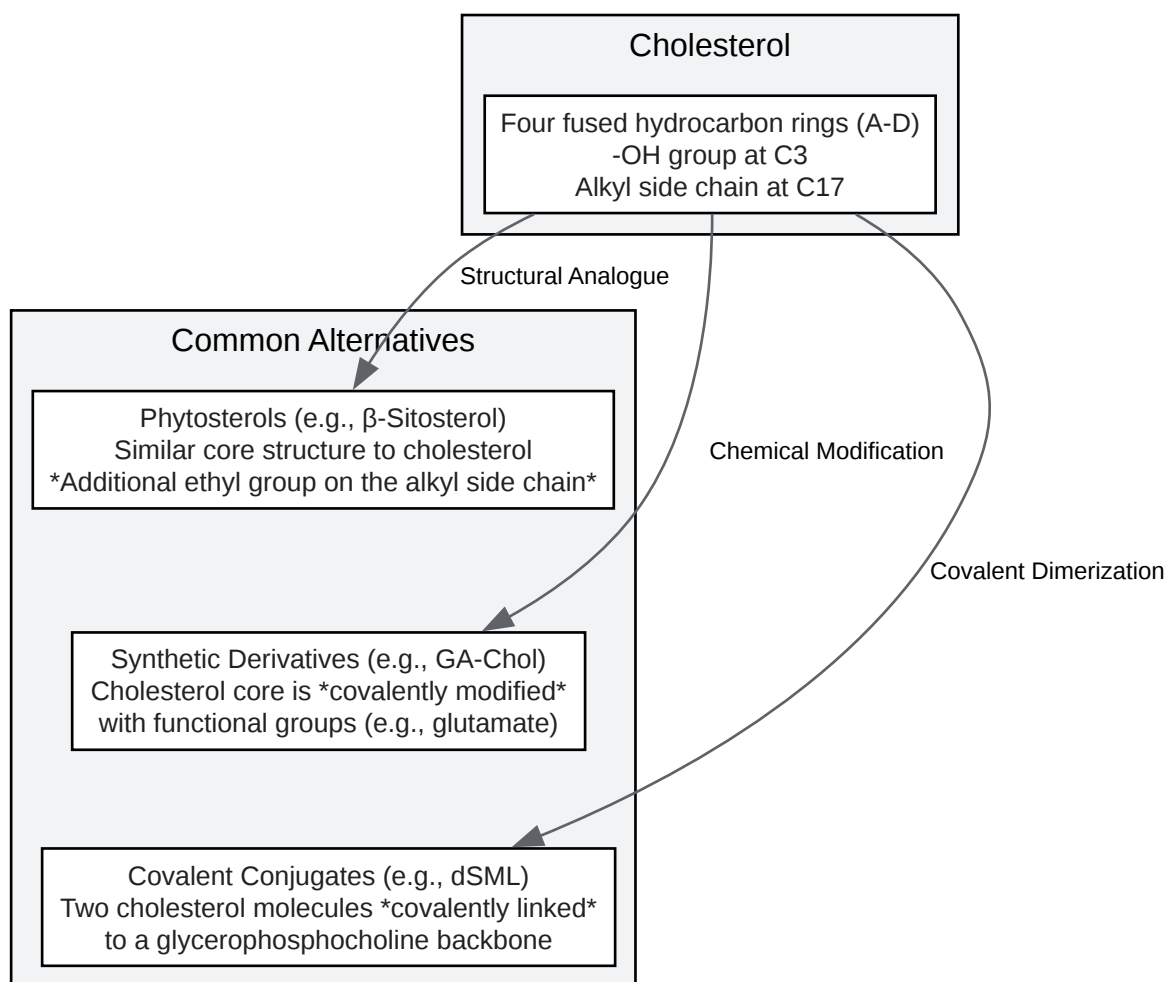 Cholesterol
Four fused hydrocarbon rings (A-D)
-OH group at C3
Alkyl side chain at C17
Structural Analogue
Common Alternatives
Phytosterols (e.g., β-Sitosterol)
Similar core structure to cholesterol
*Additional ethyl group on the alkyl side chain*
Chemical Modification
Covalent Dimerization
Synthetic Derivatives (e.g., GA-Chol)
Cholesterol core is *covalently modified*
with functional groups (e.g., glutamate)
Covalent Conjugates (e.g., dSML)
Two cholesterol molecules *covalently linked*
to a glycerophosphocholine backbone